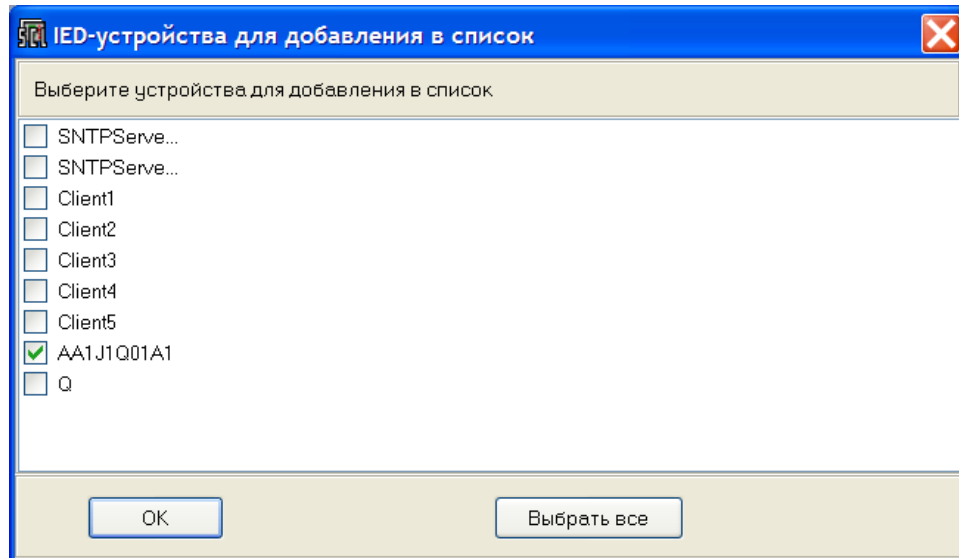 IED-устройства для добавления в список
Выберите устройства для добавления в список
SNTPServe...
SNTPServe...
Client1
Client2
Client3
Client4
Client5
AA1J1Q01A1
Q
OK
Выбрать все